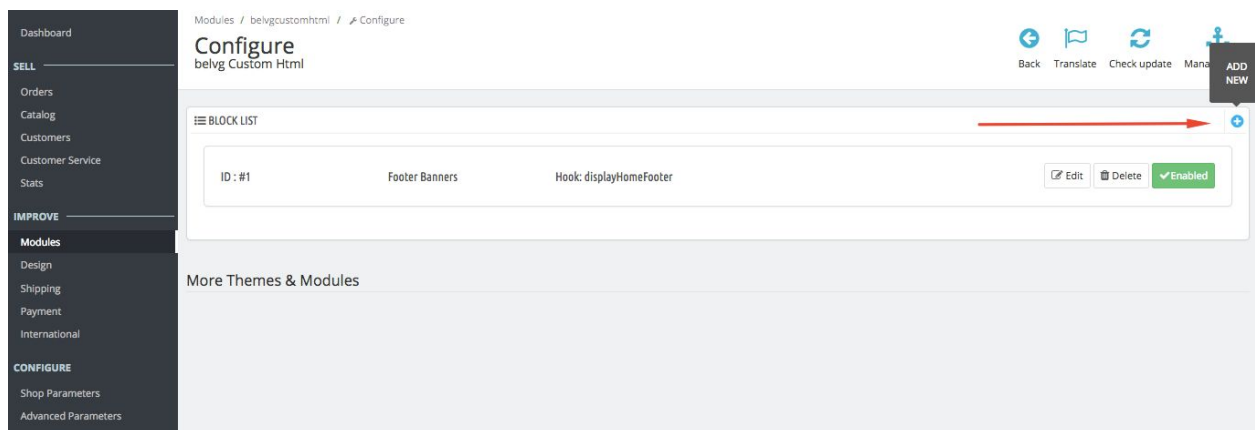 Dashboard
SELL
Orders
Catalog
Customers
Customer Service
Stats
IMPROVE
Modules
Design
Shipping
Payment
International
CONFIGURE
Shop Parameters
Advanced Parameters
Modules / belvgcustomhtml / Configure
Configure
belvg Custom Html
Back Translate Check update Mana
ADD
NEW
BLOCK LIST
ID : #1 Footer Banners Hook: displayHomeFooter Edit Delete Enabled
More Themes & Modules